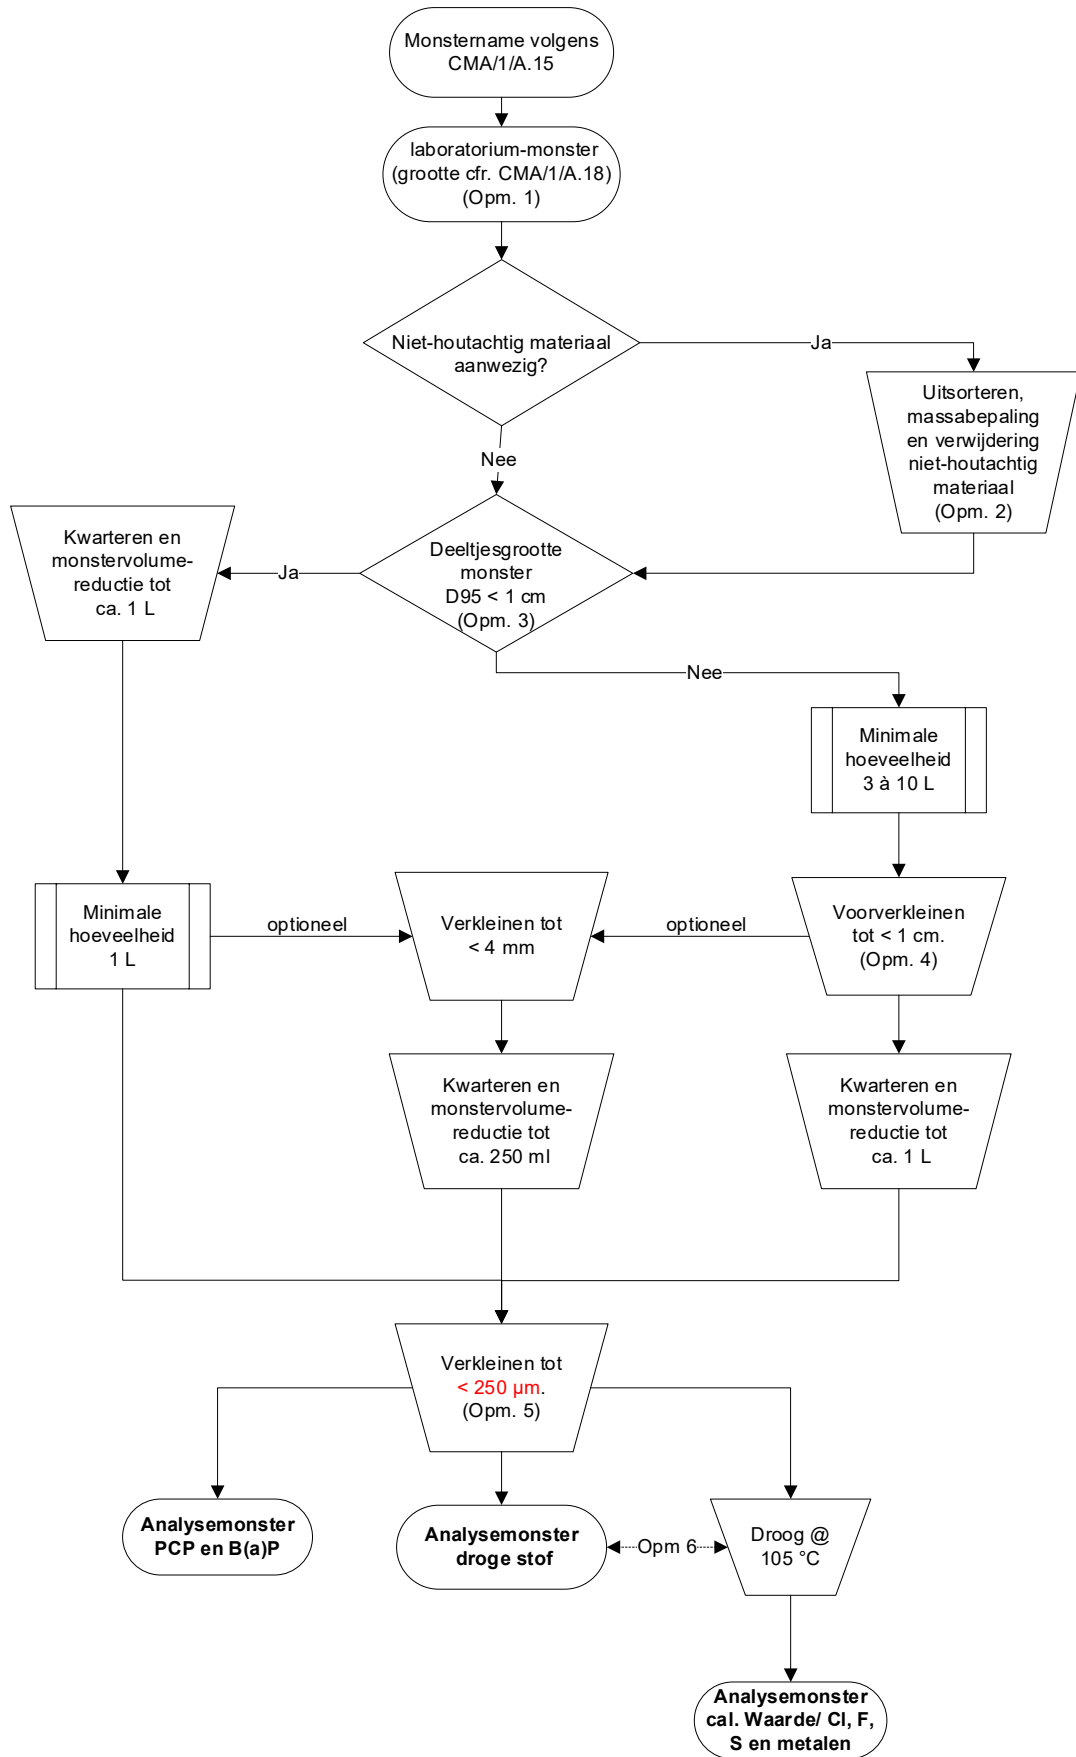 Monstername volgens
CMA/1/A.15
laboratorium-monster
(grootte cfr. CMA/1/A.18)
(Opm. 1)
Niet-houtachtig materiaal
aanwezig?
Ja
Uitsorteren,
massabepaling
en verwijdering
niet-houtachtig
materiaal
(Opm. 2)
Nee
Deeltjesgrootte
monster
D95 < 1 cm
(Opm. 3)
Ja
Kwarteren en
monstervolume-
reductie tot
ca. 1 L
Nee
Minimale
hoeveelheid
3 à 10 L
Minimale
hoeveelheid
1 L
optioneel
Verkleinen tot
< 4 mm
optioneel
Voorverkleinen
tot < 1 cm.
(Opm. 4)
Kwarteren en
monstervolume-
reductie tot
ca. 250 ml
Kwarteren en
monstervolume-
reductie tot
ca. 1 L
Verkleinen tot
< 250 µm.
(Opm. 5)
Analysemonster
PCP en B(a)P
Analysemonster
droge stof
Opm 6
Droog @
105 °C
Analysemonster
cal. Waarde/ Cl, F,
S en metalen